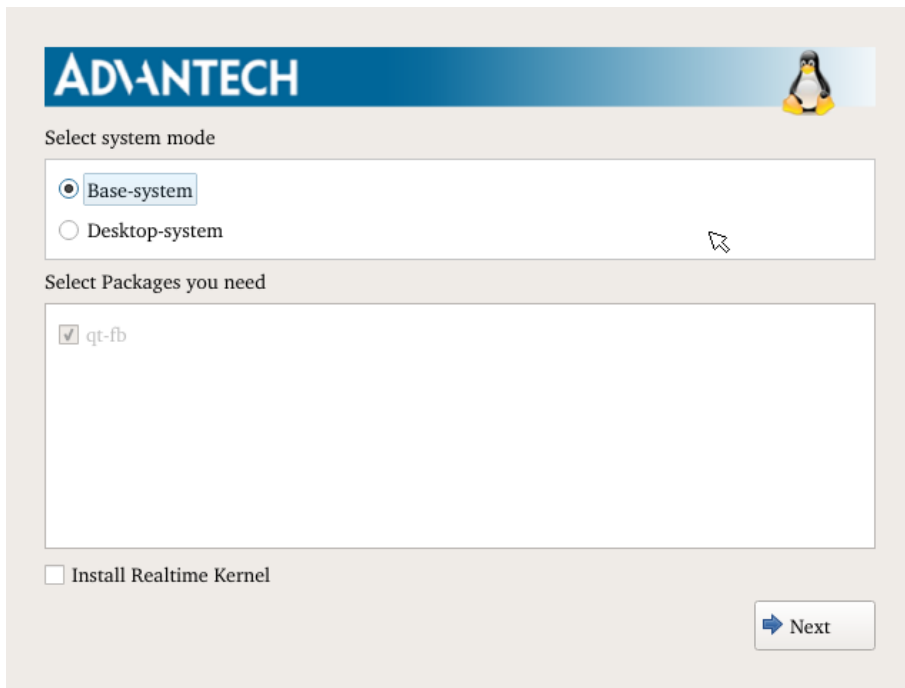 ADVANTECH
Select system mode
Base-system
Desktop-system
Select Packages you need
qt-fb
Install Realtime Kernel
Next